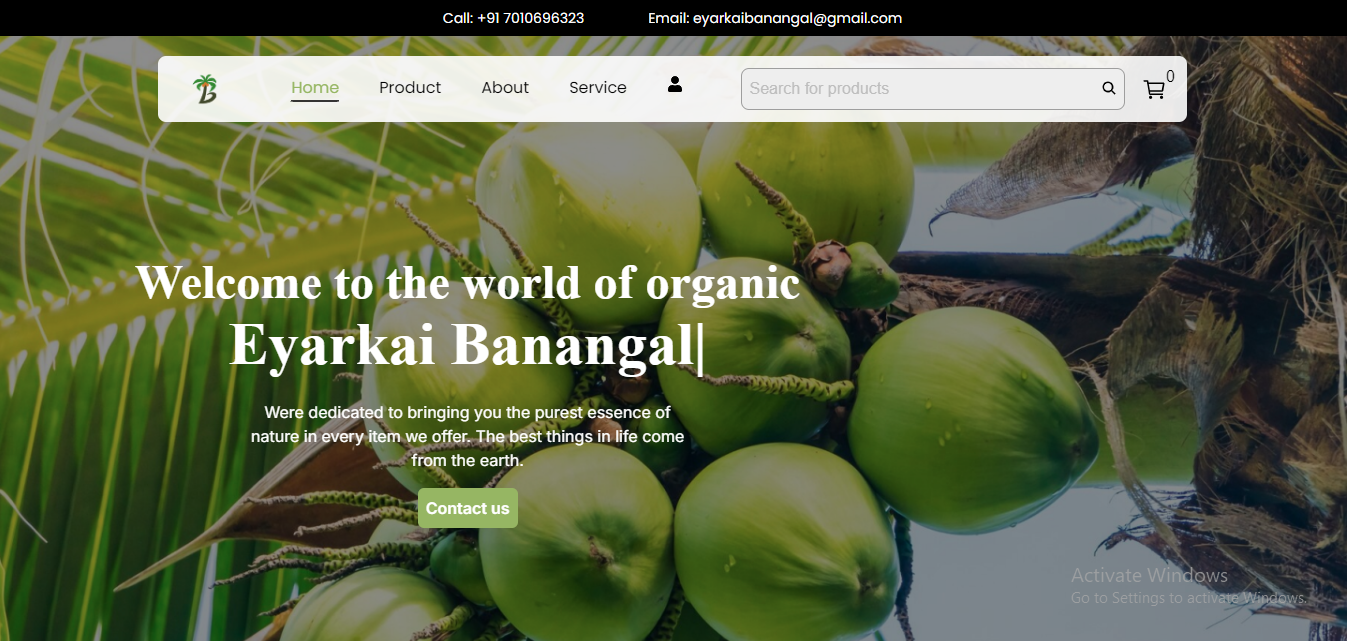 Call: +91 7010696323 Email: eyarkaibanangal@gmail.com
Home Product About Service Search for products 0
Welcome to the world of organic
Eyarkai Banangal|
Were dedicated to bringing you the purest essence of
nature in every item we offer. The best things in life come
from the earth.
Contact us
Activate Windows
Go to Settings to activate Windows.